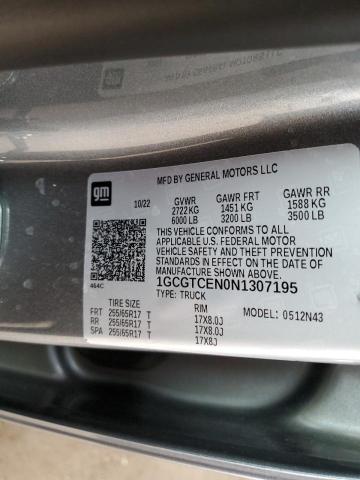 MFD BY GENERAL MOTORS LLC
gm
10/22
GVWR GAWR FRT GAWR RR
2722 KG 1451 KG 1588 KG
6000 LB 3200 LB 3500 LB
THIS VEHICLE CONFORMS TO ALL
APPLICABLE U.S. FEDERAL MOTOR
VEHICLE SAFETY AND THEFT PREVENTION
STANDARDS IN EFFECT ON THE DATE OF
MANUFACTURE SHOWN ABOVE.
464C
1GCGTCEN0N1307195
TYPE: TRUCK
TIRE SIZE RIM MODEL: 0512N43
FRT 255/65R17 T 17X8.0J
RR 255/65R17 T 17X8.0J
SPA 255/65R17 T 17X8J